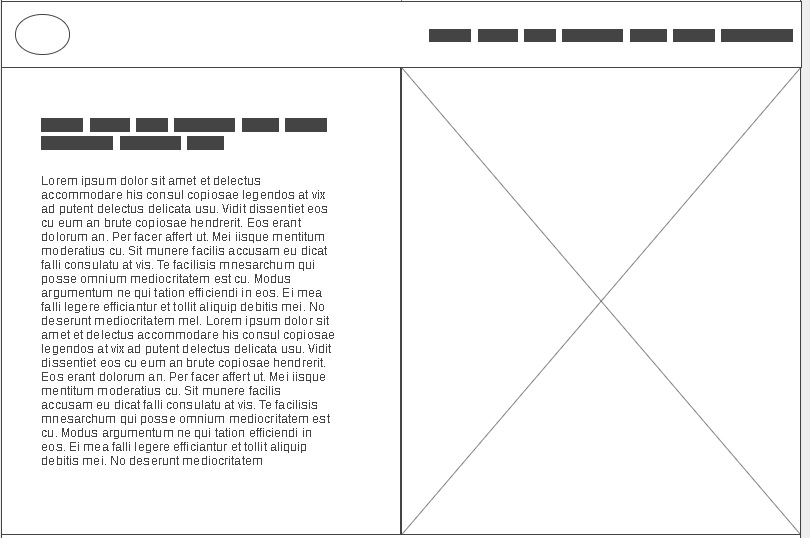 Lorem ipsum dolor sit amet et delectus
accommodare his consul copiosae legendos at vix
ad putent delectus delicata usu. Vidit dissentiet eos
cu eum an brute copiosae hendrerit. Eos erant
dolorum an. Per facer affert ut. Mei iisque mentitum
moderatius cu. Sit munere facilis accusam eu dicat
falli consulatu at vis. Te facilisis mnesarchum qui
posse omnium mediocritatem est cu. Modus
argumentum ne qui tation efficiendi in eos. Ei mea
falli legere efficiantur et tollit aliquip debitis mei. No
deserunt mediocritatem mel. Lorem ipsum dolor sit
amet et delectus accommodare his consul copiosae
legendos at vix ad putent delectus delicata usu. Vidit
dissentiet eos cu eum an brute copiosae hendrerit.
Eos erant dolorum an. Per facer affert ut. Mei iisque
mentitum moderatius cu. Sit munere facilis
accusam eu dicat falli consulatu at vis. Te facilisis
mnesarchum qui posse omnium mediocritatem est
cu. Modus argumentum ne qui tation efficiendi in
eos. Ei mea falli legere efficiantur et tollit aliquip
debitis mei. No deserunt mediocritatem